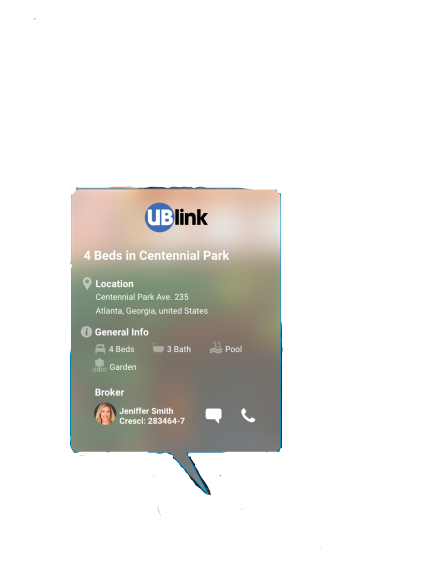 UBlink
4 Beds in Centennial Park
Location
Centennial Park Ave. 235
Atlanta, Georgia, united States
General Info
4 Beds 3 Bath Pool
Garden
Broker
Jeniffer Smith
Cresci: 283464-7